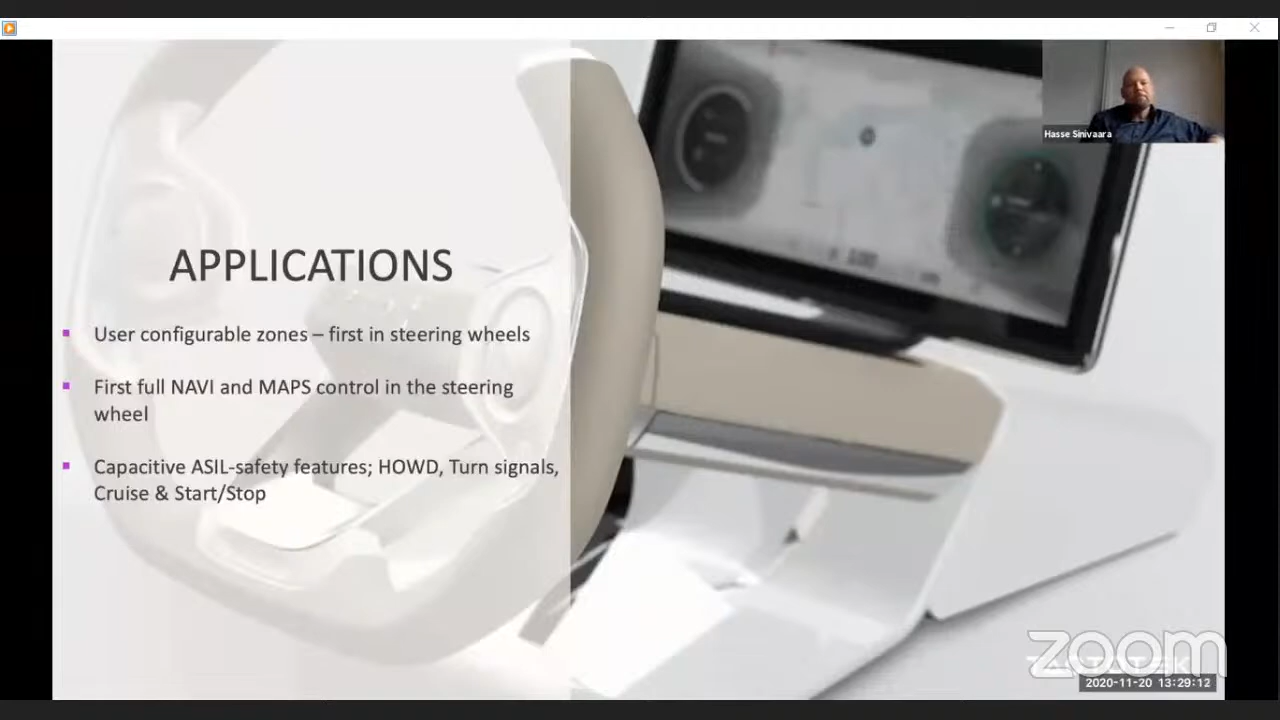 Hasse Sinivaara
APPLICATIONS
User configurable zones – first in steering wheels
First full NAVI and MAPS control in the steering
wheel
Capacitive ASIL-safety features; HOWD, Turn signals,
Cruise & Start/Stop
zoom
2020-11-20 13:29:12